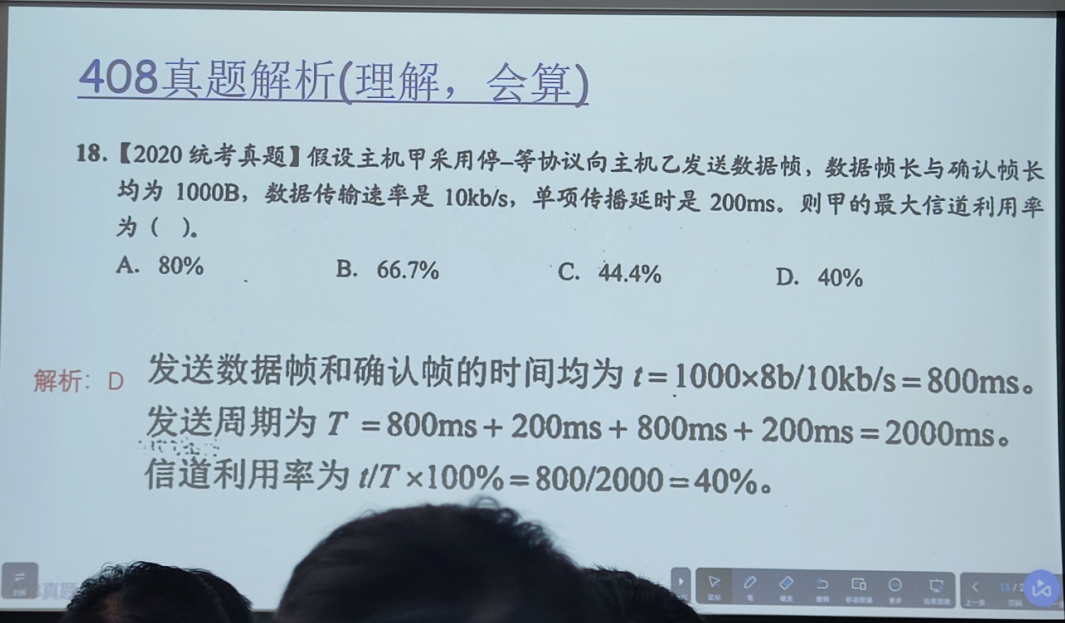 408真题解析(理解，会算)
18.【2020 统考真题】假设主机甲采用停–等协议向主机乙发送数据帧，数据帧长与确认帧长
均为 1000B，数据传输速率是 10kb/s，单项传播延时是 200ms。则甲的最大信道利用率
为（ ）。
A. 80% B. 66.7% C. 44.4% D. 40%
解析：D 发送数据帧和确认帧的时间均为 t=1000×8b/10kb/s=800ms。
发送周期为 T =800ms+200ms+800ms+200ms=2000ms。
信道利用率为 t/T ×100%=800/2000=40%。